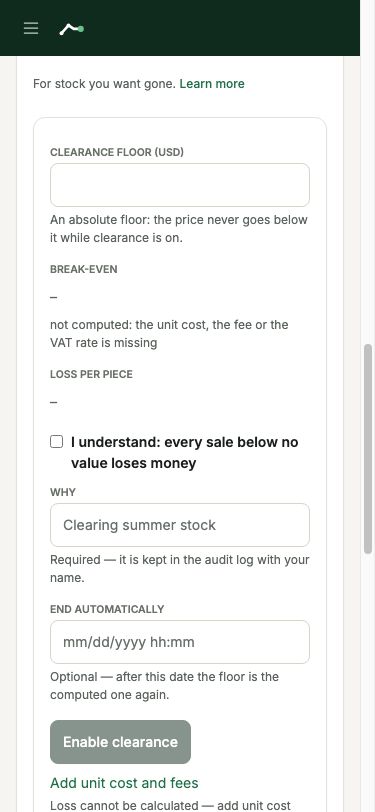 For stock you want gone. Learn more
CLEARANCE FLOOR (USD)
An absolute floor: the price never goes below
it while clearance is on.
BREAK-EVEN
–
not computed: the unit cost, the fee or the
VAT rate is missing
LOSS PER PIECE
–
I understand: every sale below no
value loses money
WHY
Clearing summer stock
Required — it is kept in the audit log with your
name.
END AUTOMATICALLY
mm/dd/yyyy hh:mm
Optional — after this date the floor is the
computed one again.
Enable clearance
Add unit cost and fees
Loss cannot be calculated — add unit cost